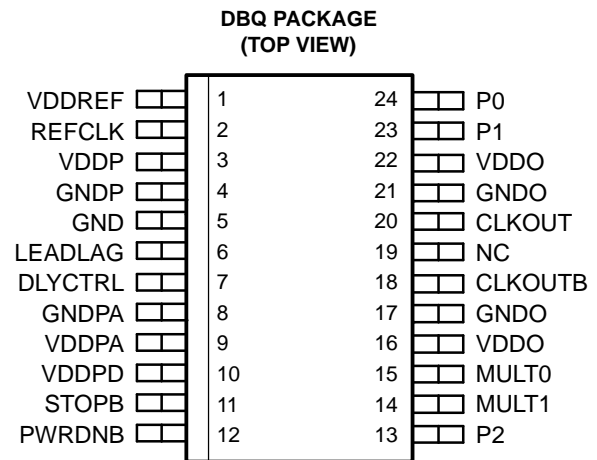 DBQ PACKAGE
(TOP VIEW)
VDDREF 1 24 P0
REFCLK 2 23 P1
VDDP 3 22 VDDO
GNDP 4 21 GNDO
GND 5 20 CLKOUT
LEADLAG 6 19 NC
DLYCTRL 7 18 CLKOUTB
GNDPA 8 17 GNDO
VDDPA 9 16 VDDO
VDDPD 10 15 MULT0
STOPB 11 14 MULT1
PWRDNB 12 13 P2